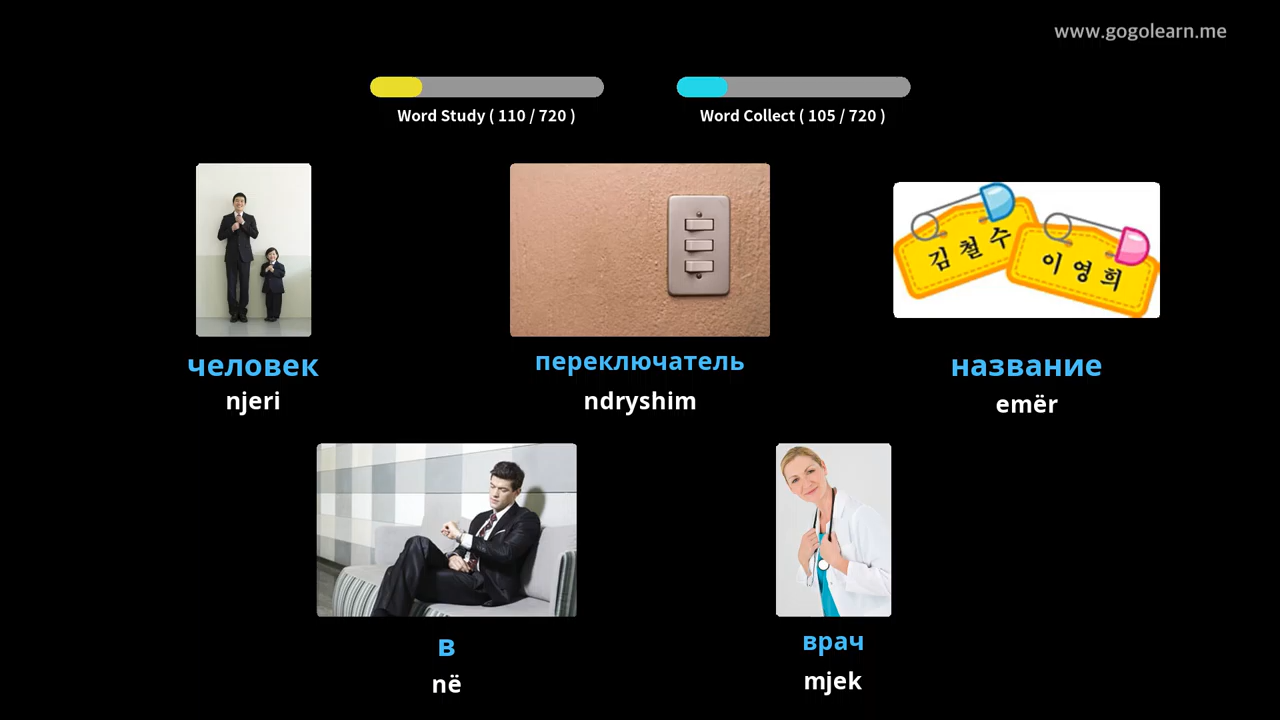 www.gogolearn.me
Word Study ( 110 / 720 )
Word Collect ( 105 / 720 )
김철수
이영희
человек
njeri
переключатель
ndryshim
название
emër
в
në
врач
mjek